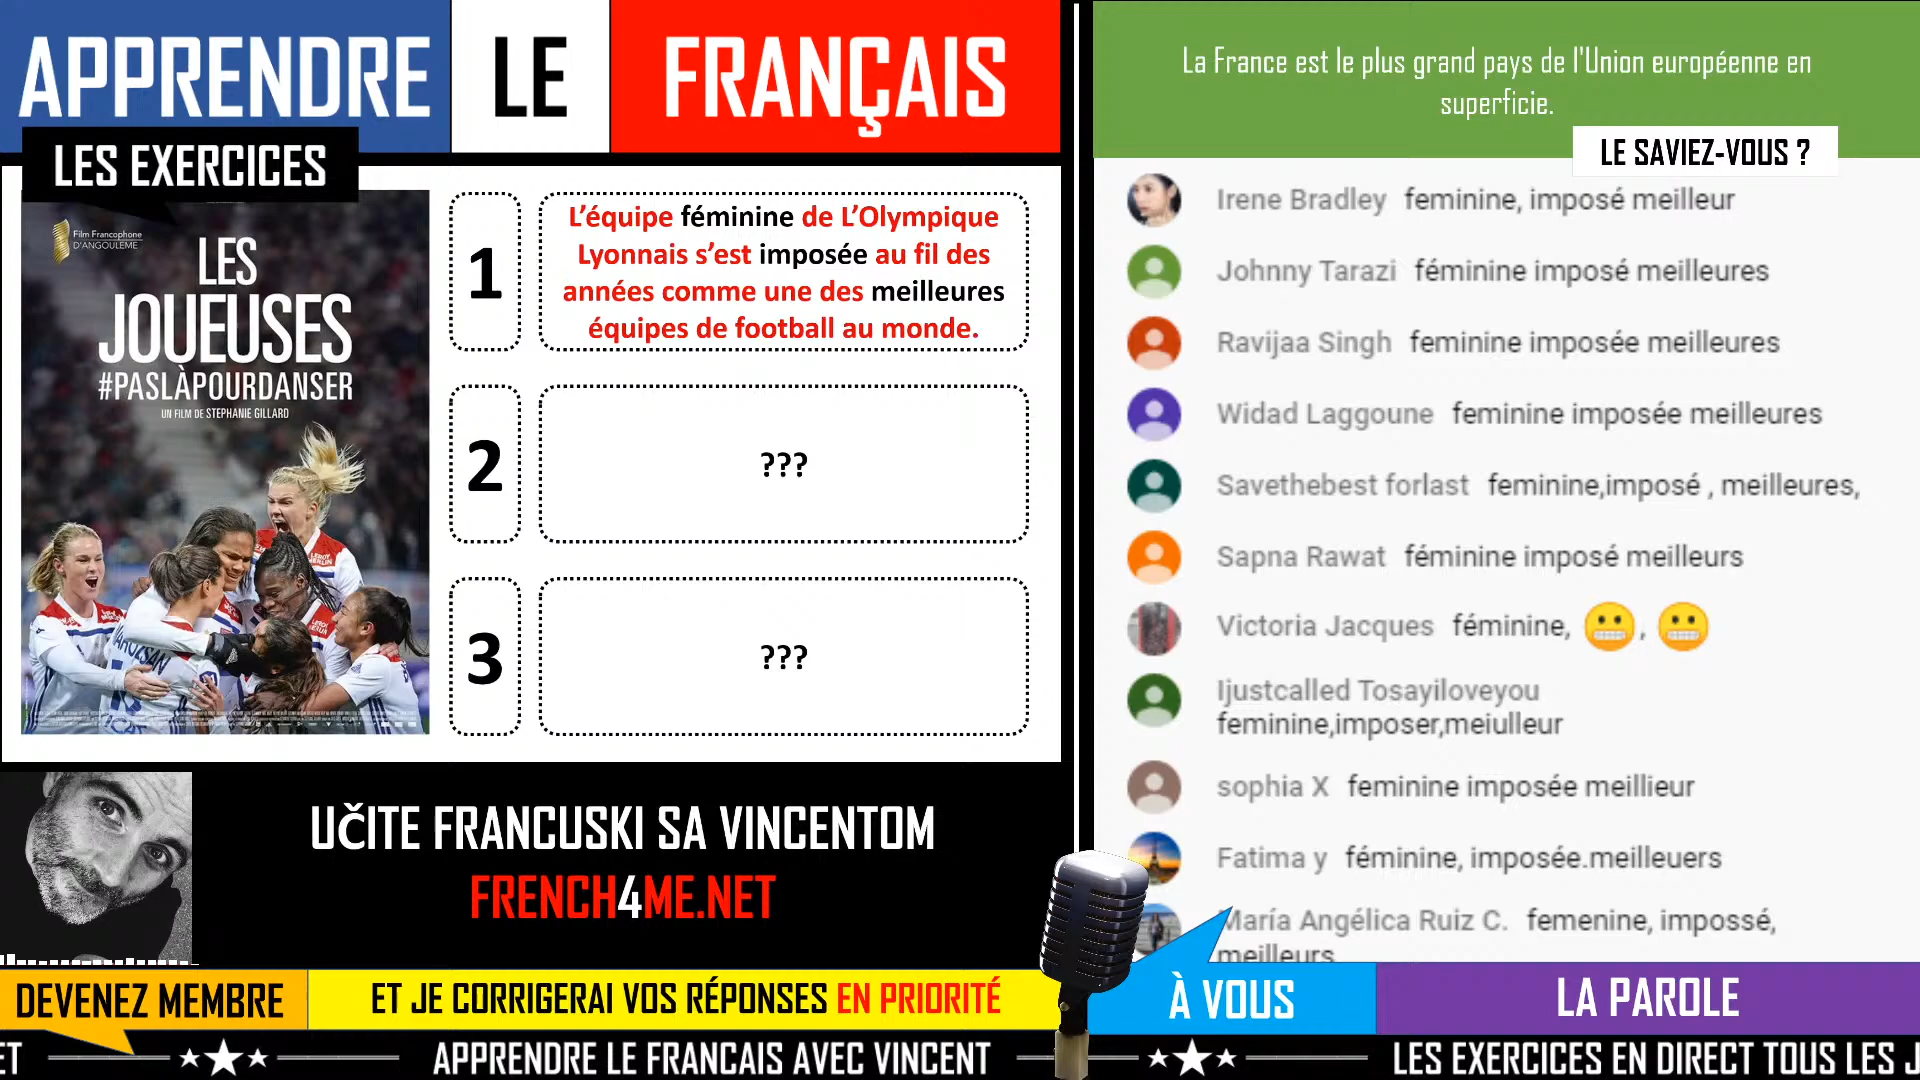 APPRENDRE LE FRANÇAIS
LES EXERCICES
Film Francophone
D'ANGOULÊME
LES
JOUEUSES
#PASLÀPOURDANSER
UN FILM DE STEPHANIE GILLARD
1
L’équipe féminine de L’Olympique
Lyonnais s’est imposée au fil des
années comme une des meilleures
équipes de football au monde.
2
???
3
???
UČITE FRANCUSKI SA VINCENTOM
FRENCH4ME.NET
La France est le plus grand pays de l'Union européenne en
superficie.
LE SAVIEZ-VOUS ?
Irene Bradley feminine, imposé meilleur
Johnny Tarazi féminine imposé meilleures
Ravijaa Singh feminine imposée meilleures
Widad Laggoune feminine imposée meilleures
Savethebest forlast feminine,imposé , meilleures,
Sapna Rawat féminine imposé meilleurs
Victoria Jacques féminine, 😬, 😬
Ijustcalled Tosayiloveyou
feminine,imposer,meiulleur
sophia X feminine imposée meillieur
Fatima y féminine, imposée.meilleuers
María Angélica Ruiz C. femenine, impossé,
meilleurs
DEVENEZ MEMBRE
ET JE CORRIGERAI VOS RÉPONSES EN PRIORITÉ
À VOUS
LA PAROLE
ET
APPRENDRE LE FRANCAIS AVEC VINCENT
LES EXERCICES EN DIRECT TOUS LES J